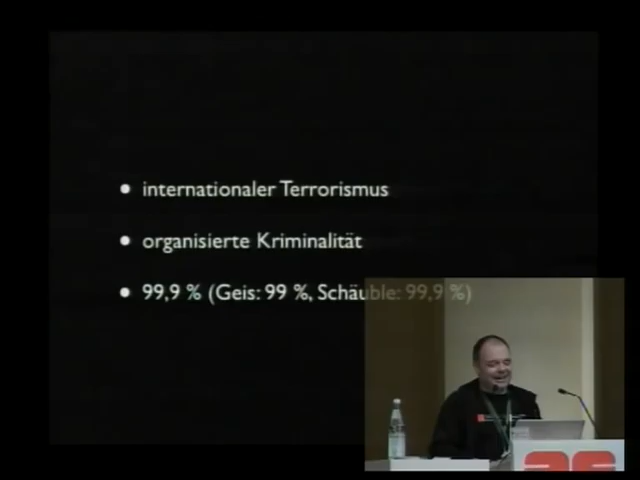 internationaler Terrorismus
organisierte Kriminalität
99,9 % (Geis: 99 %, Schäuble: 99,9 %)